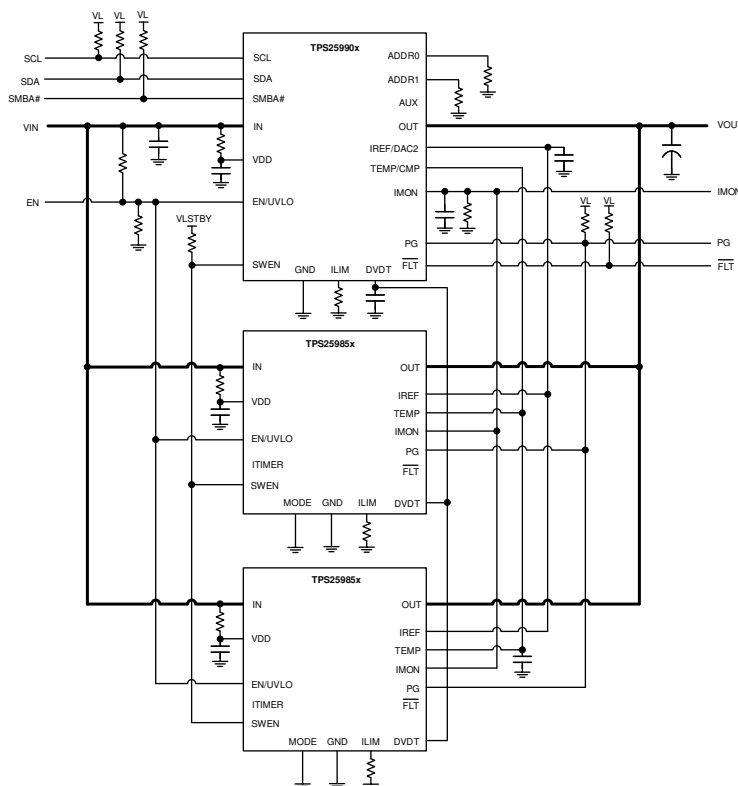 VL
VL
VL
TPS25990x
SCL
SCL
ADDR0
SDA
SDA
ADDR1
SMBA#
SMBA#
AUX
VIN
IN
OUT
VOU
IREF/DAC2
VDD
TEMP/CMP
EN
EN/UVLO
IMON
IMON
VL
VL
VLSTBY
PG
PG
SWEN
GND
ILIM
DVDT
FLT
FLT
TPS25985x
IN
OUT
IREF
VDD
TEMP
IMON
EN/UVLO
PG
ITIMER
FLT
SWEN
MODE
GND
ILIM
DVDT
TPS25985x
IN
OUT
IREF
VDD
TEMP
IMON
EN/UVLO
PG
ITIMER
FLT
SWEN
MODE
GND
ILIM
DVDT